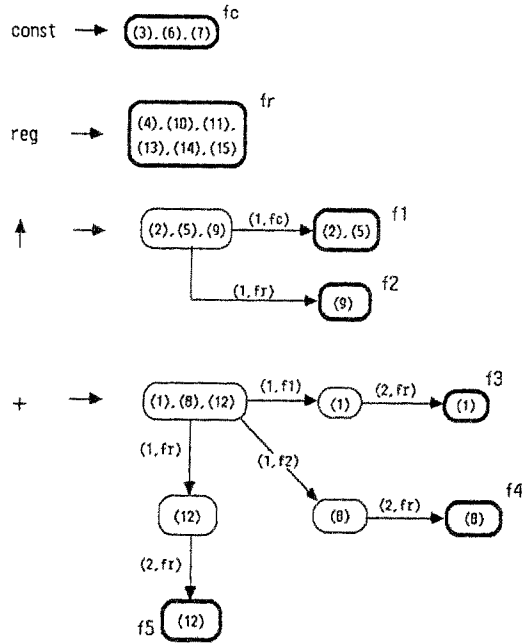 fc
const (3),(6),(7)
fr
reg (4),(10),(11),
(13),(14),(15)
f1
↑ (2),(5),(9) (1,fc) (2),(5)
f2
(1,fr) (9)
f3
+ (1),(8),(12) (1,f1) (1) (2,fr) (1)
(1,fr) (1,f2)
f4
(12) (8) (2,fr) (8)
(2,fr)
f5 (12)